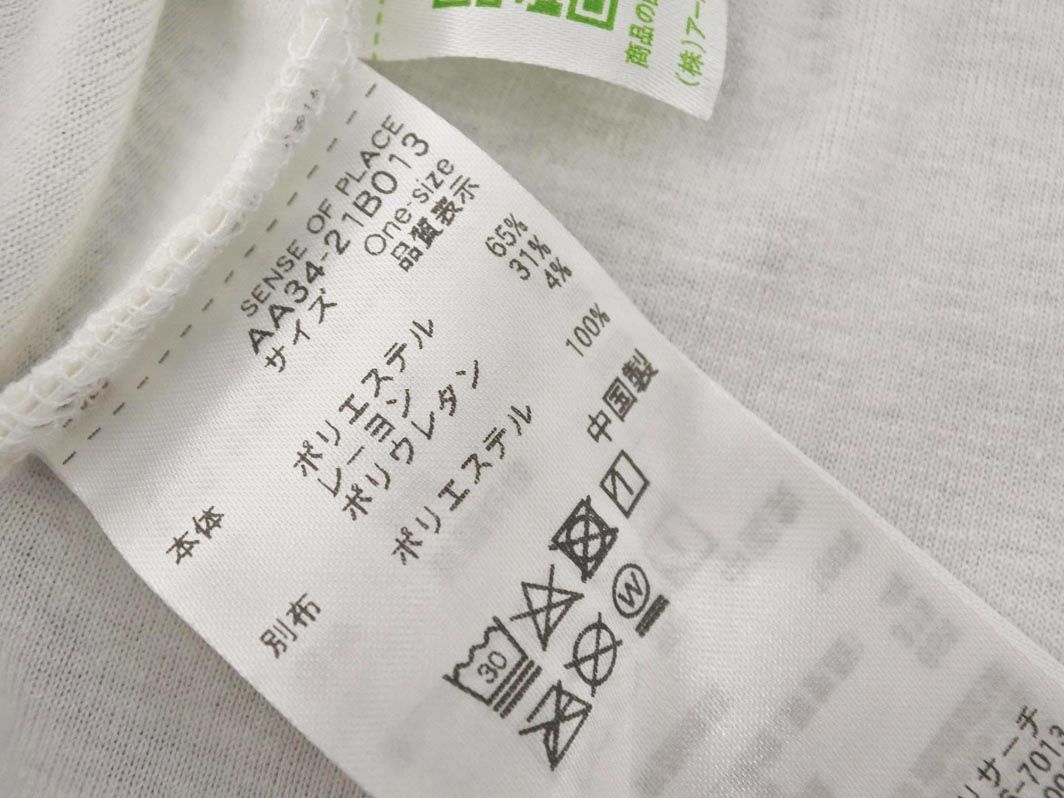 商品の
(株)アー
SENSE OF PLACE
AA34-21B013
サイズ One-size
品質表示
本体 ポリエステル 65%
レーヨン 31%
ポリウレタン 4%
別布 ポリエステル 100%
中国製
30
W
リサーチ
6-7013